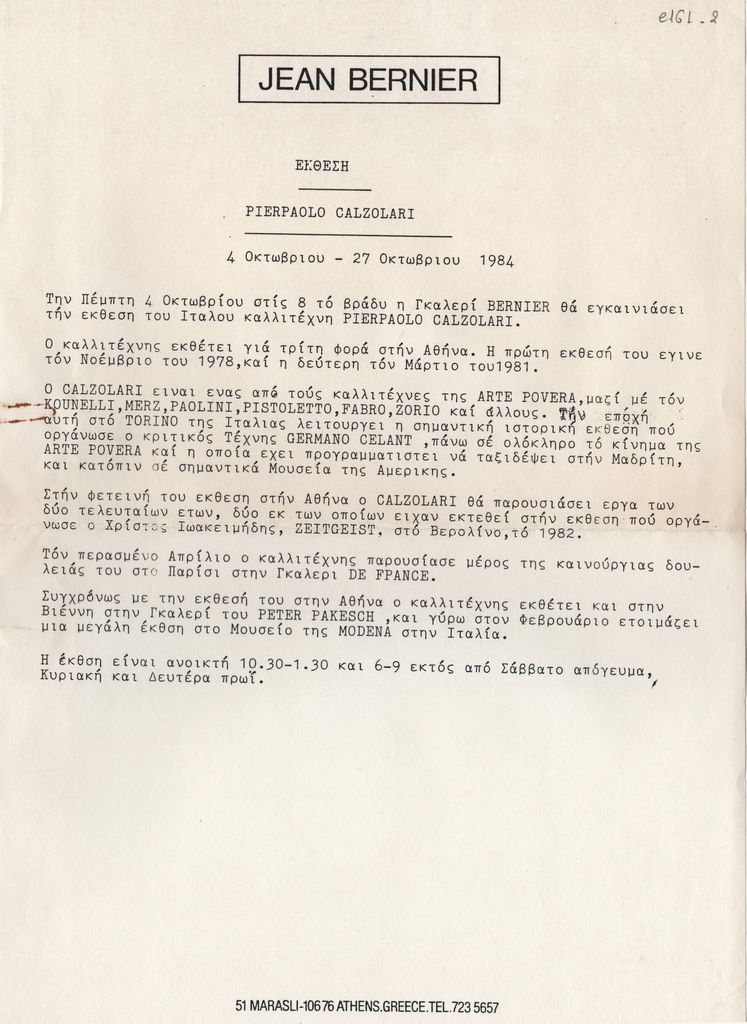 e161-2
JEAN BERNIER
ΕΚΘΕΣΗ
PIERPAOLO CALZOLARI
4 Οκτωβριου - 27 Οκτωβριου 1984
Την Πέμπτη 4 Οκτωβρίου στίς 8 τό βράδυ η Γκαλερί BERNIER θά εγκαινιάσει
τήν εκθεση του Ιταλου καλλιτέχνη PIERPAOLO CALZOLARI.
Ο καλλιτέχνης εκθέτει γιά τρίτη φορά στήν Αθήνα. Η πρώτη εκθεσή του εγινε
τόν Νοέμβριο του 1978,καί η δεύτερη τόν Μάρτιο του1981.
Ο CALZOLARI ειναι ενας από τούς καλλιτέχνες της ARTE POVERA,μαζί μέ τόν
KOUNELLI,MERZ,PAOLINI,PISTOLETTO,FABRO,ZORIO καί άλλους. Τήν εποχή
αυτή στό TORINO της Ιταλιας λειτουργει η σημαντική ιστορική εκθεση πού
οργάνωσε ο κριτικός Τέχνης GERMANO CELANT ,πάνω σέ ολόκληρο τό κίνημα της
ARTE POVERA καί η οποία εχει προγραμματιστει νά ταξιδέψει στήν Μαδρίτη,
και κατόπιν σέ σημαντικά Μουσεία της Αμερικης.
Στήν φετεινή του εκθεση στήν Αθήνα ο CALZOLARI θά παρουσιάσει εργα των
δύο τελευταίων ετων, δύο εκ των οποίων ειχαν εκτεθεί στήν εκθεση πού οργά-
νωσε ο Χρίστος Ιωακειμήδης, ZEITGEIST, στό Βερολίνο,τό 1982.
Τόν περασμένο Απρίλιο ο καλλιτέχνης παρουσίασε μέρος της καινούργιας δου-
λειάς του στο Παρίσι στην Γκαλερι DE FPANCE.
Συγχρόνως με την εκθεσή του στην Αθήνα ο καλλιτέχνης εκθέτει και στην
Βιέννη στην Γκαλερί του PETER PAKESCH ,και γύρω στον Φεβρουάριο ετοιμάζει
μια μεγάλη έκθση στο Μουσείο της MODENA στην Ιταλία.
Η έκθση είναι ανοικτή 10.30-1.30 και 6-9 εκτός από Σάββατο απόγευμα,
Κυριακή και Δευτέρα πρωΐ.
51 MARASLI-106 76 ATHENS.GREECE.TEL.723 5657